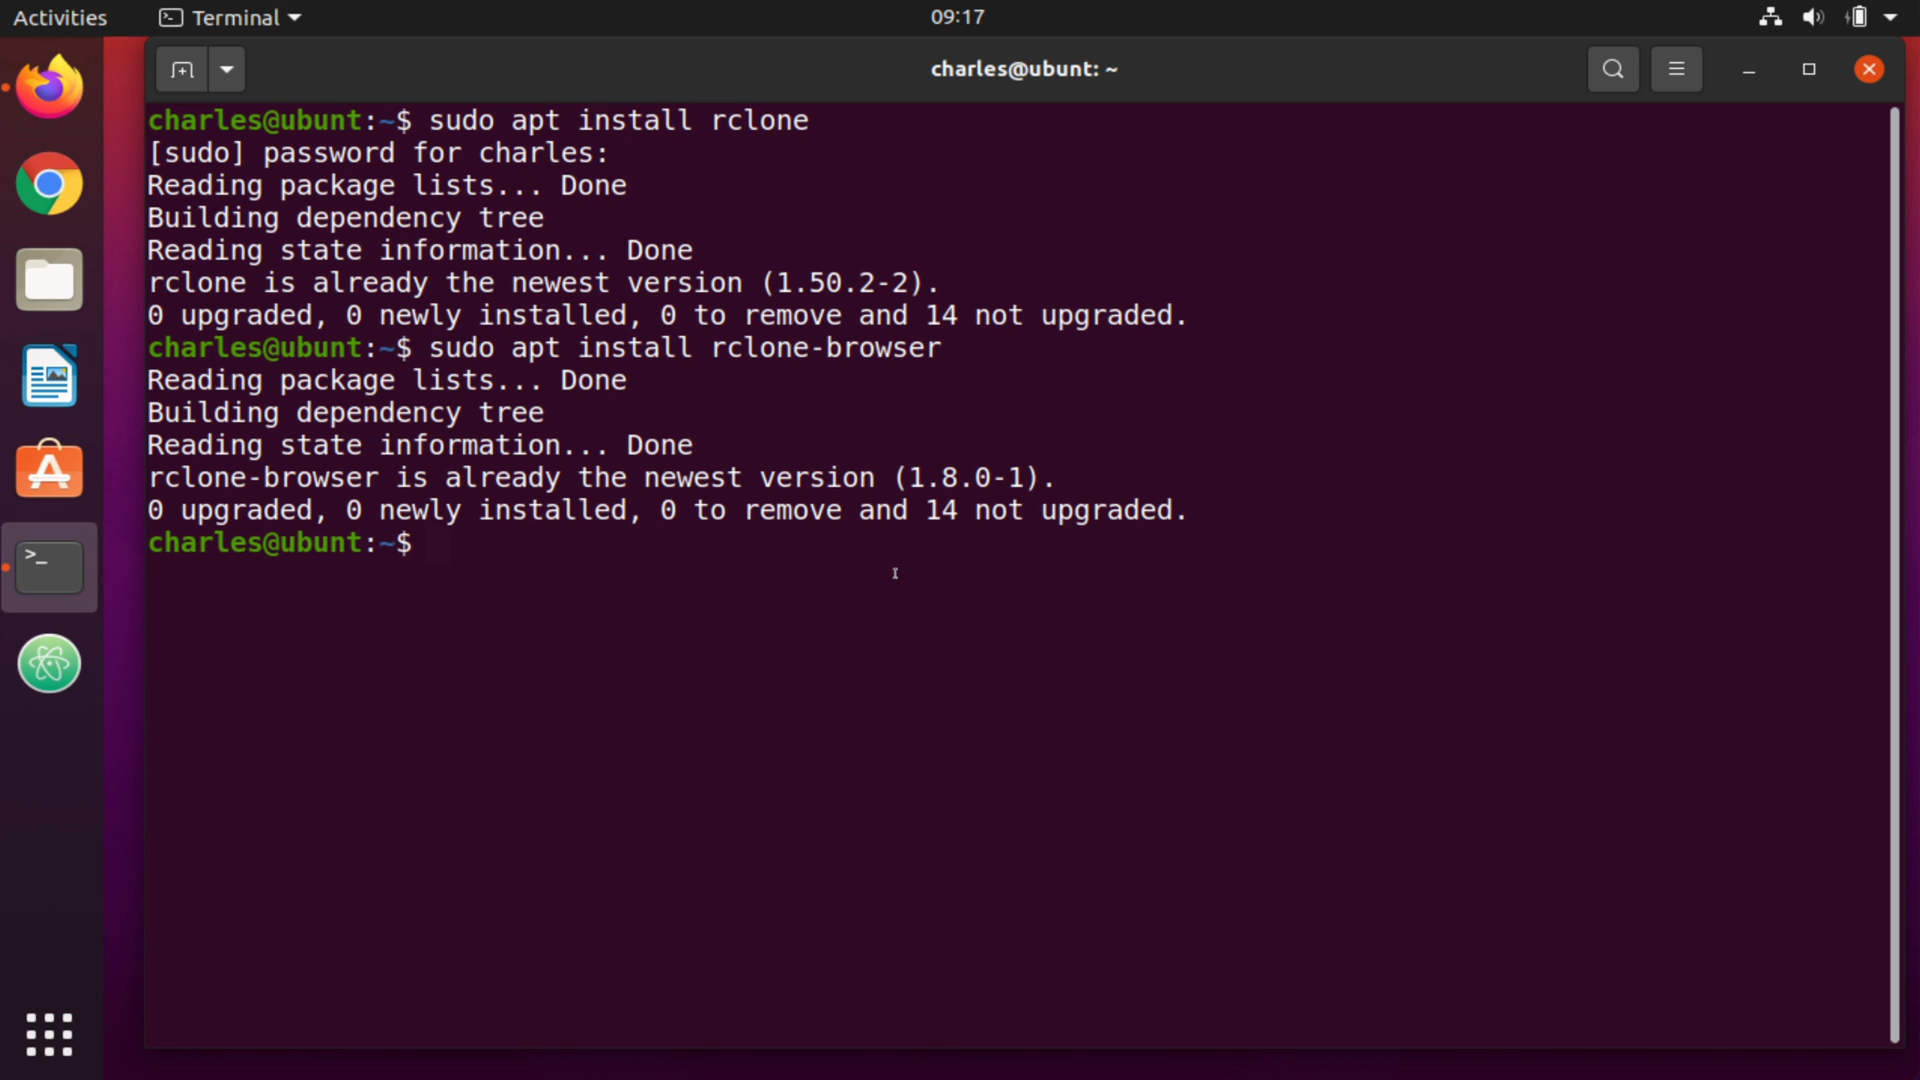 Activities Terminal 09:17
charles@ubunt: ~
charles@ubunt:~$ sudo apt install rclone
[sudo] password for charles:
Reading package lists... Done
Building dependency tree
Reading state information... Done
rclone is already the newest version (1.50.2-2).
0 upgraded, 0 newly installed, 0 to remove and 14 not upgraded.
charles@ubunt:~$ sudo apt install rclone-browser
Reading package lists... Done
Building dependency tree
Reading state information... Done
rclone-browser is already the newest version (1.8.0-1).
0 upgraded, 0 newly installed, 0 to remove and 14 not upgraded.
charles@ubunt:~$